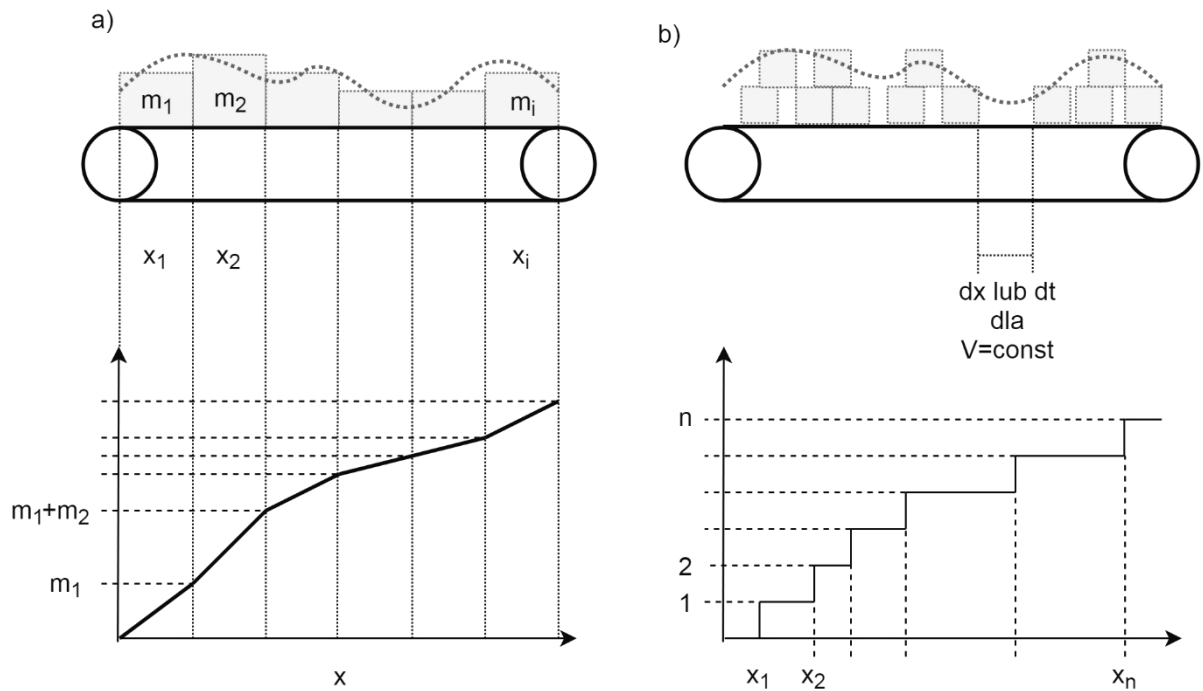 a)
m₁ m₂ mᵢ
x₁ x₂ xᵢ
m₁+m₂
m₁
x
b)
dx lub dt
dla
V=const
n
2
1
x₁ x₂ xₙ